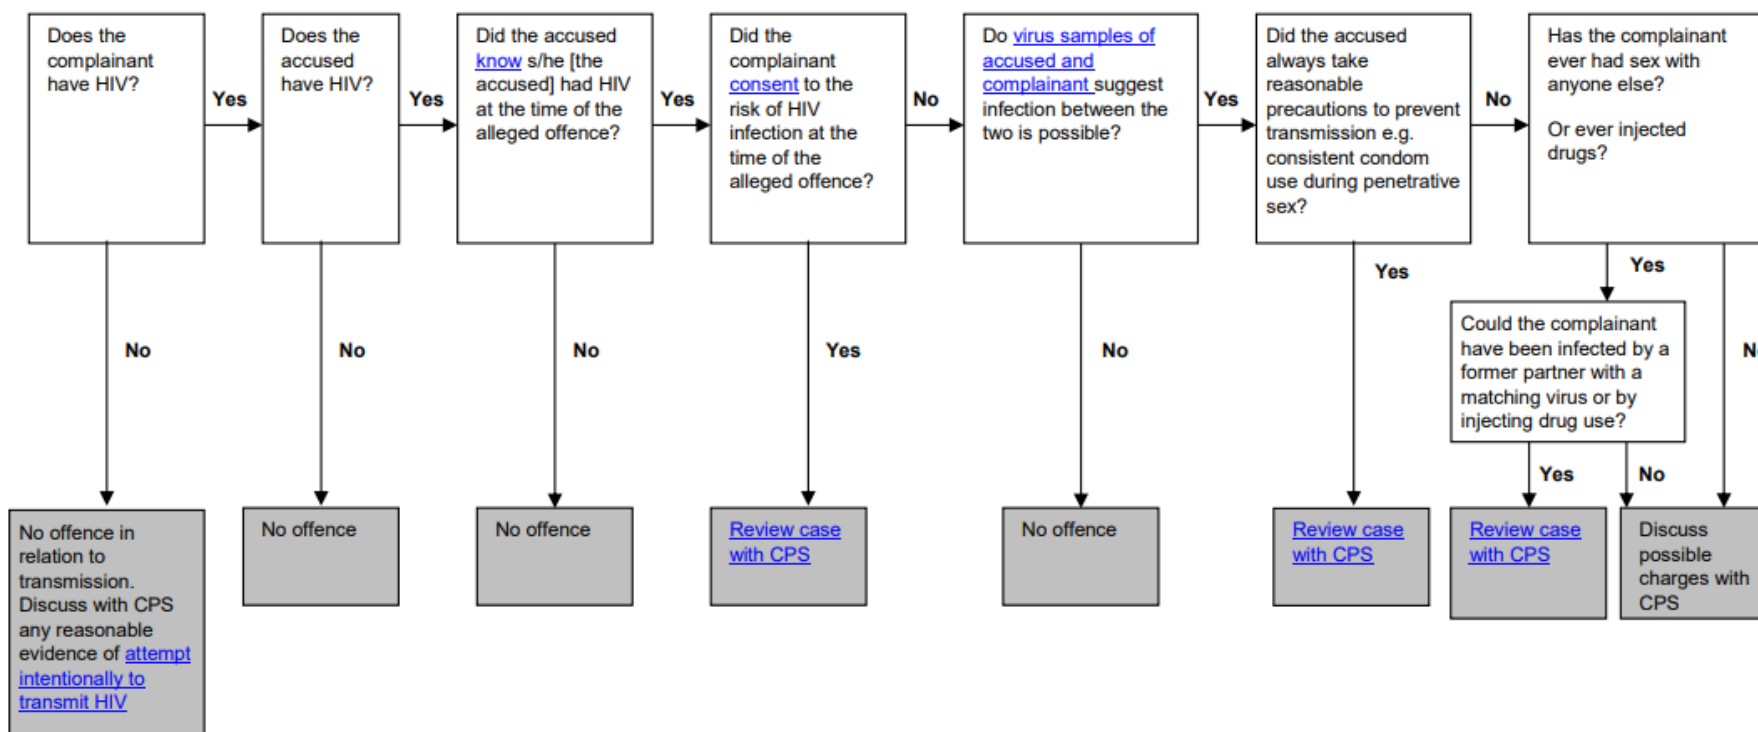 Does the
complainant
have HIV?
Yes
Does the
accused
have HIV?
Yes
Did the accused
know s/he [the
accused] had HIV
at the time of the
alleged offence?
Yes
Did the
complainant
consent to the
risk of HIV
infection at the
time of the
alleged offence?
No
Do virus samples of
accused and
complainant suggest
infection between the
two is possible?
Yes
Did the accused
always take
reasonable
precautions to prevent
transmission e.g.
consistent condom
use during penetrative
sex?
No
Has the complainant
ever had sex with
anyone else?
Or ever injected
drugs?
No
No
No
Yes
No
Yes
Yes
Could the complainant
have been infected by a
former partner with a
matching virus or by
injecting drug use?
Yes
No
No offence in
relation to
transmission.
Discuss with CPS
any reasonable
evidence of attempt
intentionally to
transmit HIV
No offence
No offence
Review case
with CPS
No offence
Review case
with CPS
Review case
with CPS
Discuss
possible
charges with
CPS